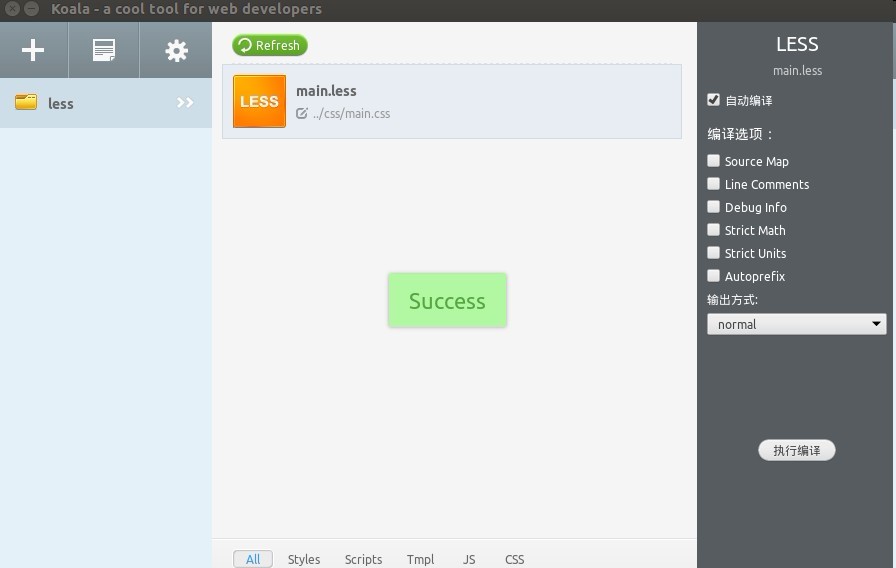 Koala - a cool tool for web developers
less
Refresh
LESS
main.less
../css/main.css
Success
All Styles Scripts Tmpl JS CSS
LESS
main.less
自动编译
编译选项：
Source Map
Line Comments
Debug Info
Strict Math
Strict Units
Autoprefix
输出方式:
normal
执行编译